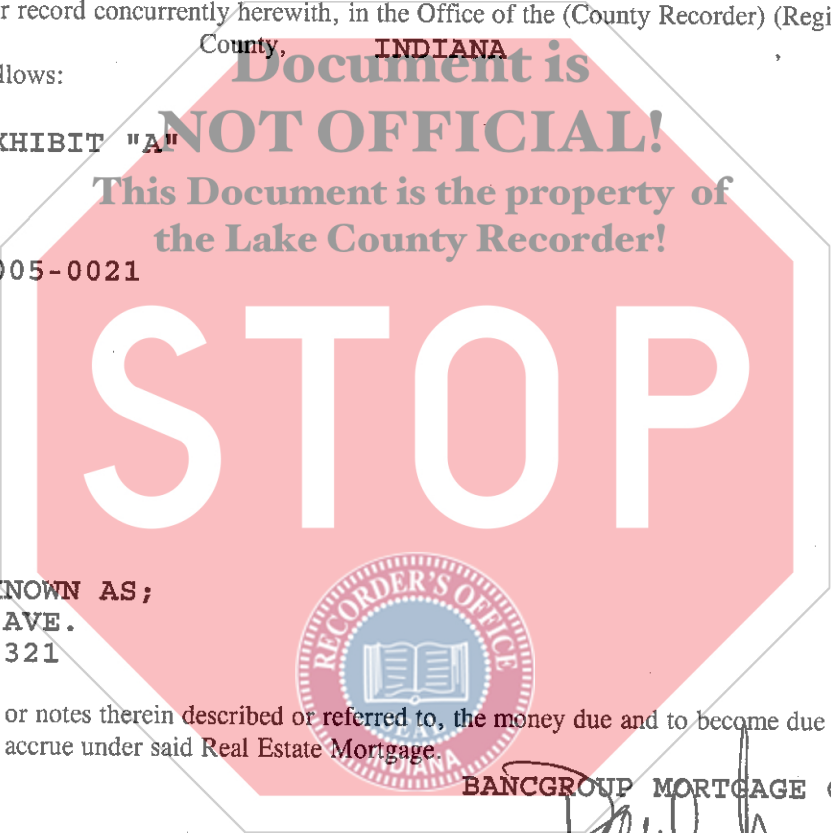 r record concurrently herewith, in the Office of the (County Recorder) (Regi
County, INDIANA ,
llows:
Document is
NOT OFFICIAL!
XHIBIT "A"
This Document is the property of
the Lake County Recorder!
005-0021
STOP
KNOWN AS;
AVE.
321
RECORDER'S OFFICE
SEAL
INDIANA
or notes therein described or referred to, the money due and to become due
accrue under said Real Estate Mortgage.
BANCGROUP MORTGAGE